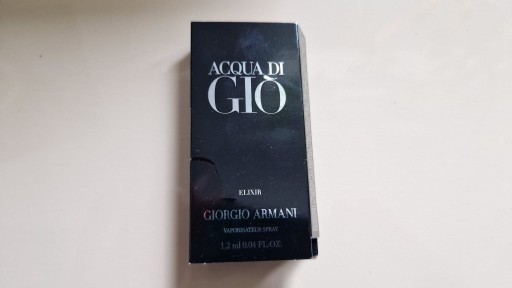 ACQUA DI
GIÒ
ELIXIR
GIORGIO ARMANI
VAPORISATEUR SPRAY
1.2 ml 0.04 FL.OZ.